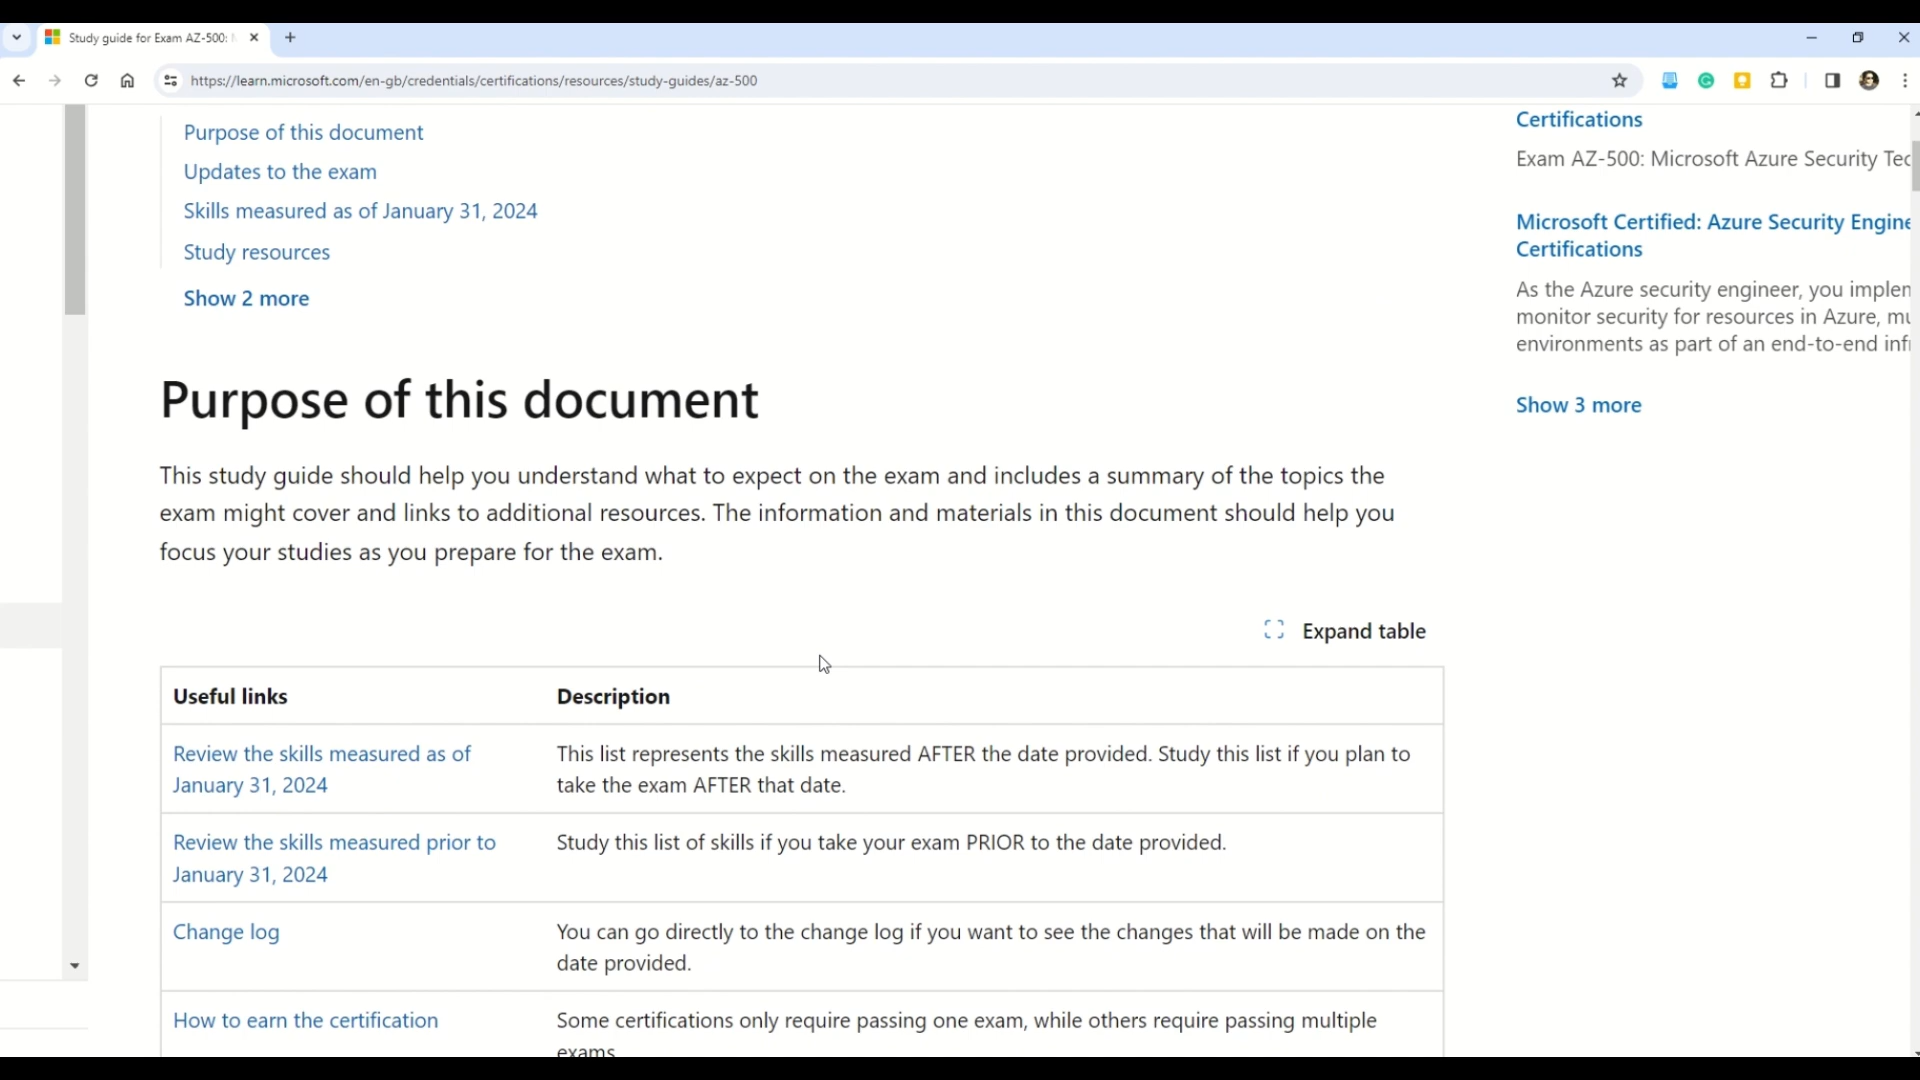 Study guide for Exam AZ-500:
https://learn.microsoft.com/en-gb/credentials/certifications/resources/study-guides/az-500
Purpose of this document
Updates to the exam
Skills measured as of January 31, 2024
Study resources
Show 2 more
Purpose of this document
This study guide should help you understand what to expect on the exam and includes a summary of the topics the
exam might cover and links to additional resources. The information and materials in this document should help you
focus your studies as you prepare for the exam.
Expand table
Useful links
Description
Review the skills measured as of
January 31, 2024
This list represents the skills measured AFTER the date provided. Study this list if you plan to
take the exam AFTER that date.
Review the skills measured prior to
January 31, 2024
Study this list of skills if you take your exam PRIOR to the date provided.
Change log
You can go directly to the change log if you want to see the changes that will be made on the
date provided.
How to earn the certification
Some certifications only require passing one exam, while others require passing multiple
exams
Certifications
Exam AZ-500: Microsoft Azure Security Tec
Microsoft Certified: Azure Security Engine
Certifications
As the Azure security engineer, you implem
monitor security for resources in Azure, mu
environments as part of an end-to-end inf
Show 3 more